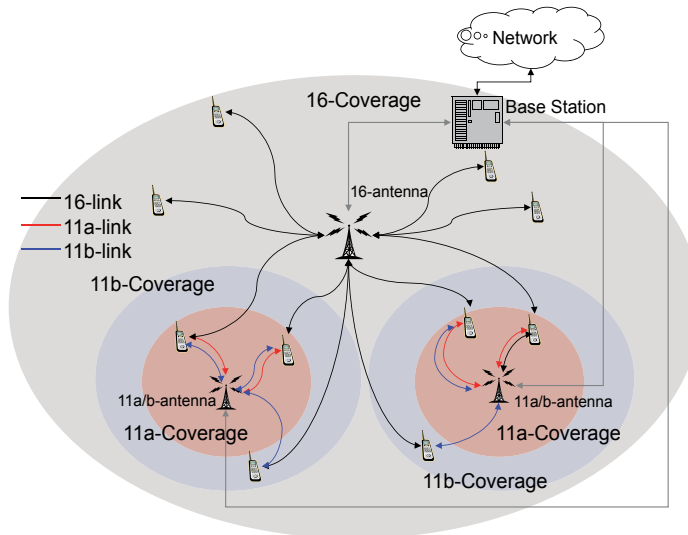 Network
16-Coverage
Base Station
16-antenna
16-link
11a-link
11b-link
11b-Coverage
11a/b-antenna
11a/b-antenna
11a-Coverage
11a-Coverage
11b-Coverage